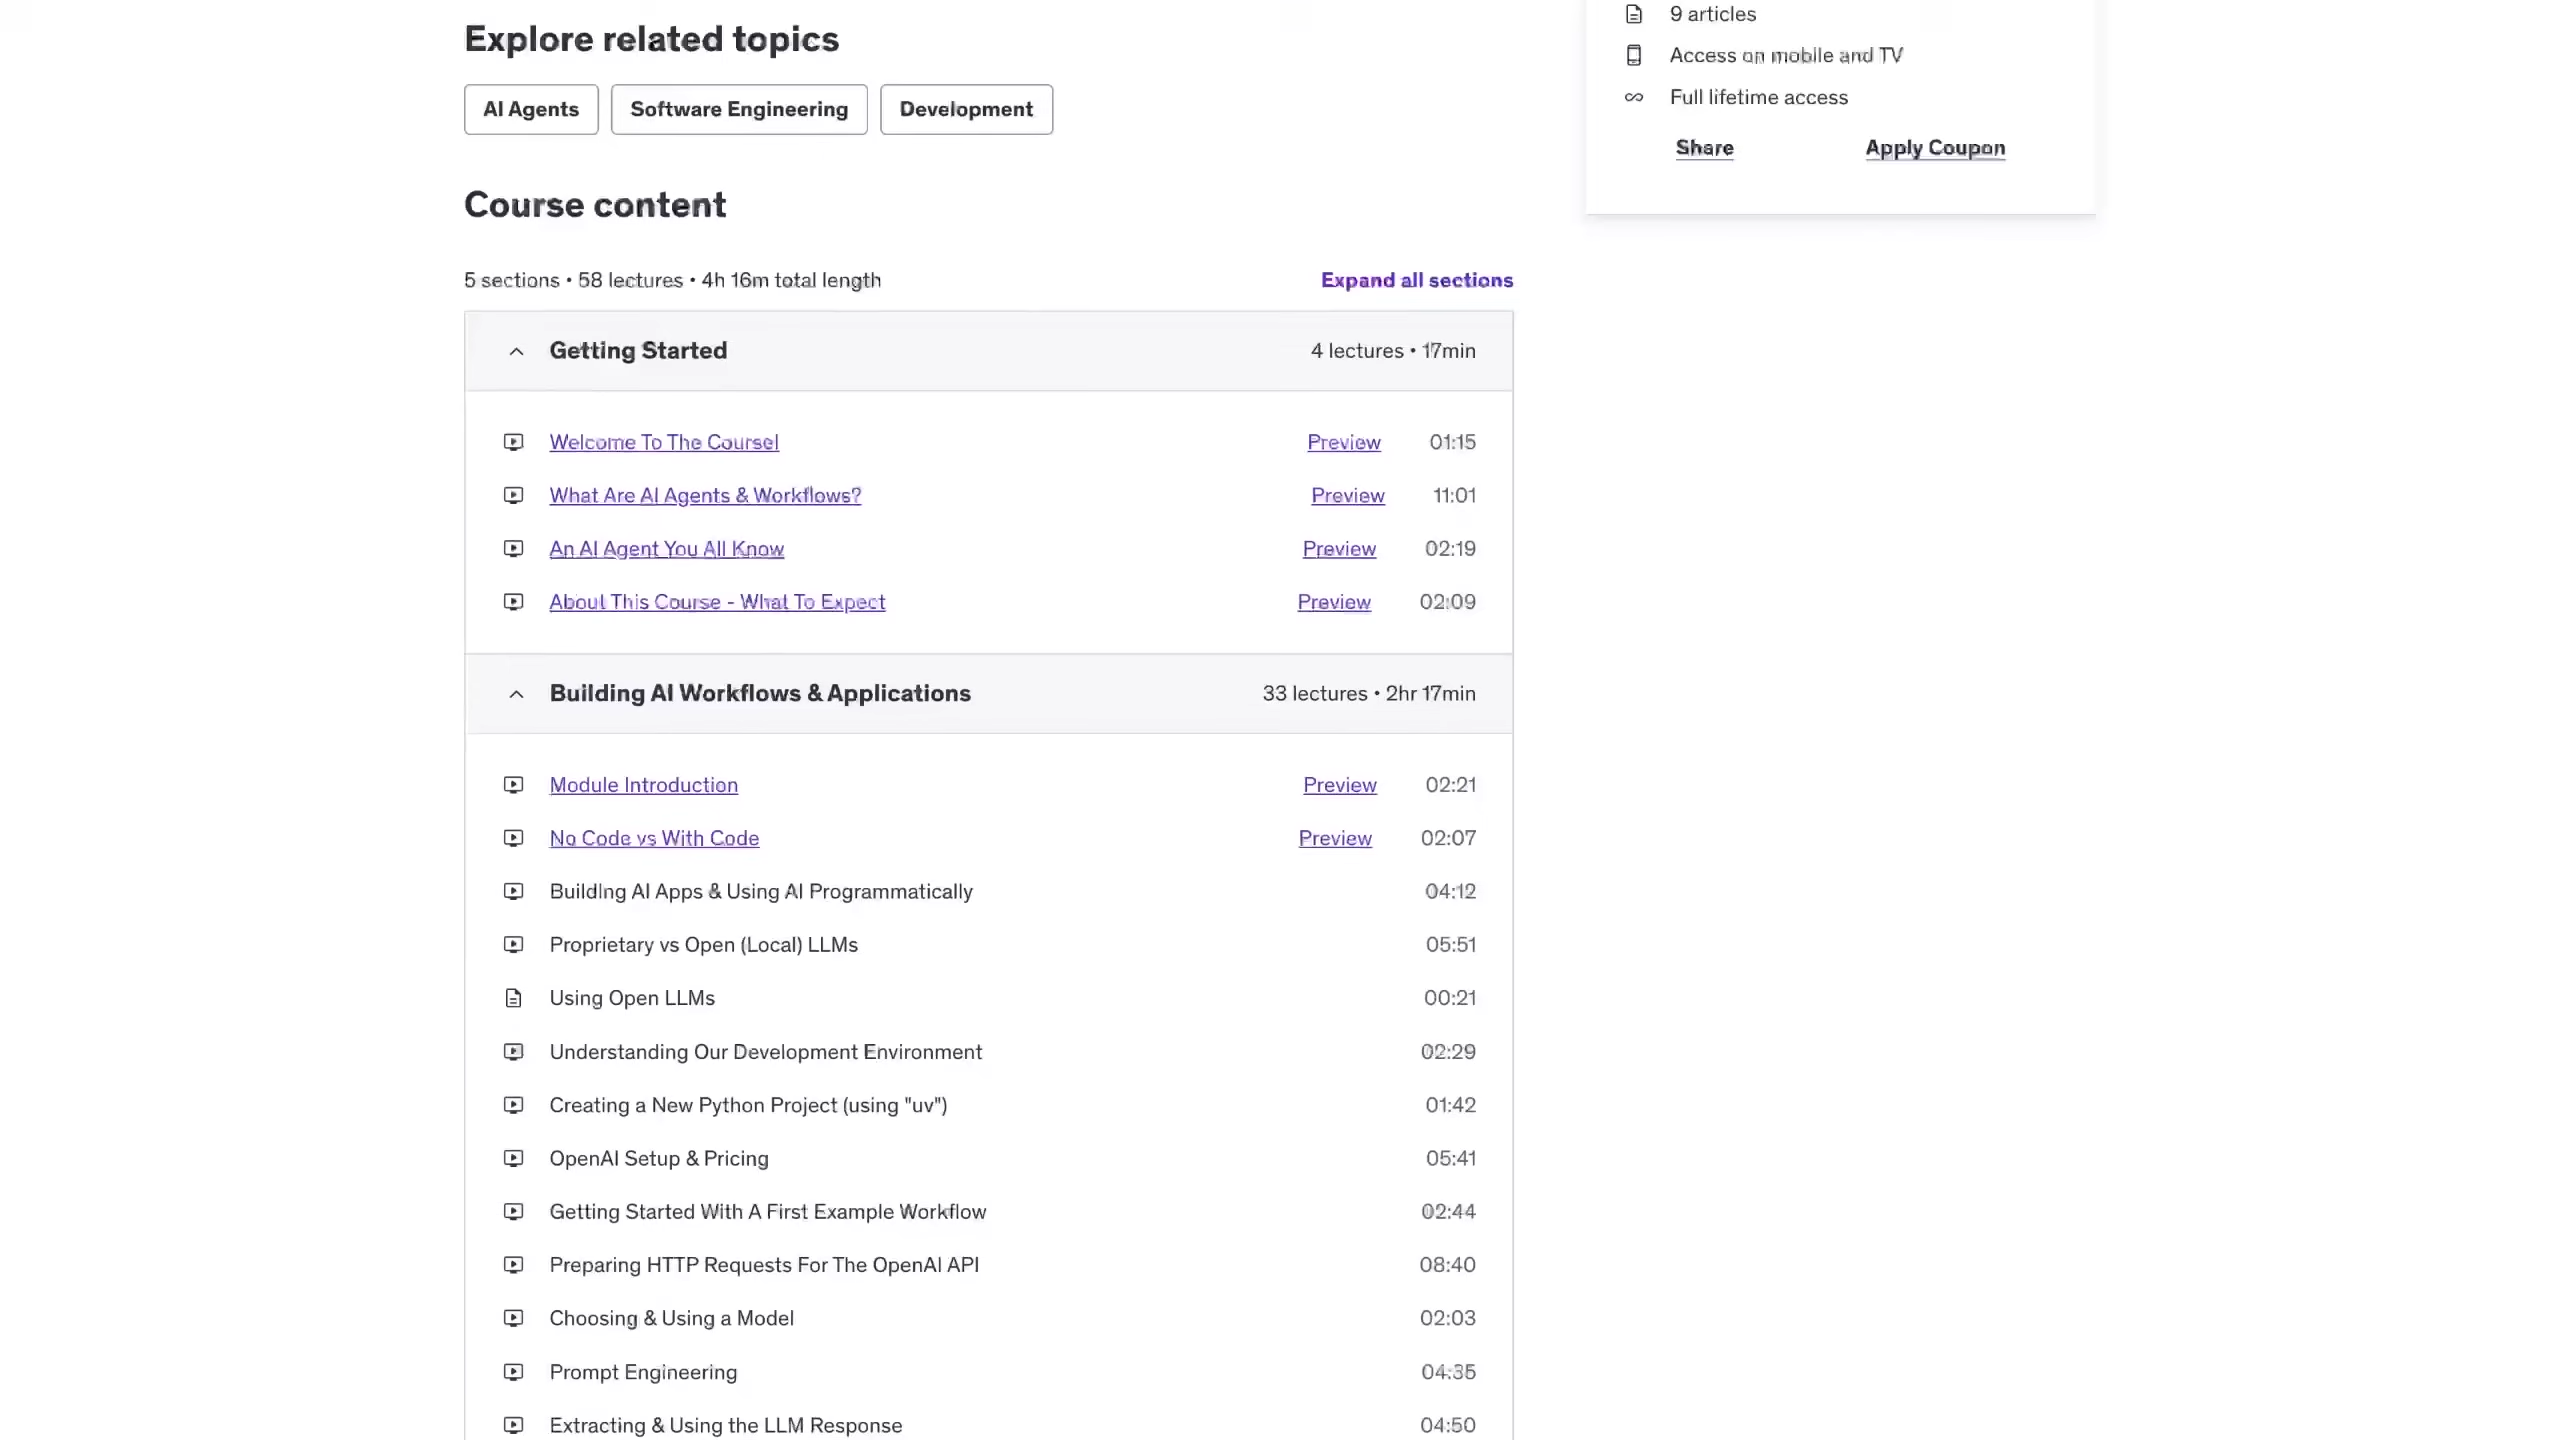 Explore related topics
AI Agents
Software Engineering
Development
Course content
5 sections • 58 lectures • 4h 16m total length
Expand all sections
Getting Started
4 lectures • 17min
Welcome To The Course!
Preview
01:15
What Are AI Agents & Workflows?
Preview
11:01
An AI Agent You All Know
Preview
02:19
About This Course - What To Expect
Preview
02:09
Building AI Workflows & Applications
33 lectures • 2hr 17min
Module Introduction
Preview
02:21
No Code vs With Code
Preview
02:07
Building AI Apps & Using AI Programmatically
04:12
Proprietary vs Open (Local) LLMs
05:51
Using Open LLMs
00:21
Understanding Our Development Environment
02:29
Creating a New Python Project (using "uv")
01:42
OpenAI Setup & Pricing
05:41
Getting Started With A First Example Workflow
02:44
Preparing HTTP Requests For The OpenAI API
08:40
Choosing & Using a Model
02:03
Prompt Engineering
04:35
Extracting & Using the LLM Response
04:50
9 articles
Access on mobile and TV
Full lifetime access
Share
Apply Coupon